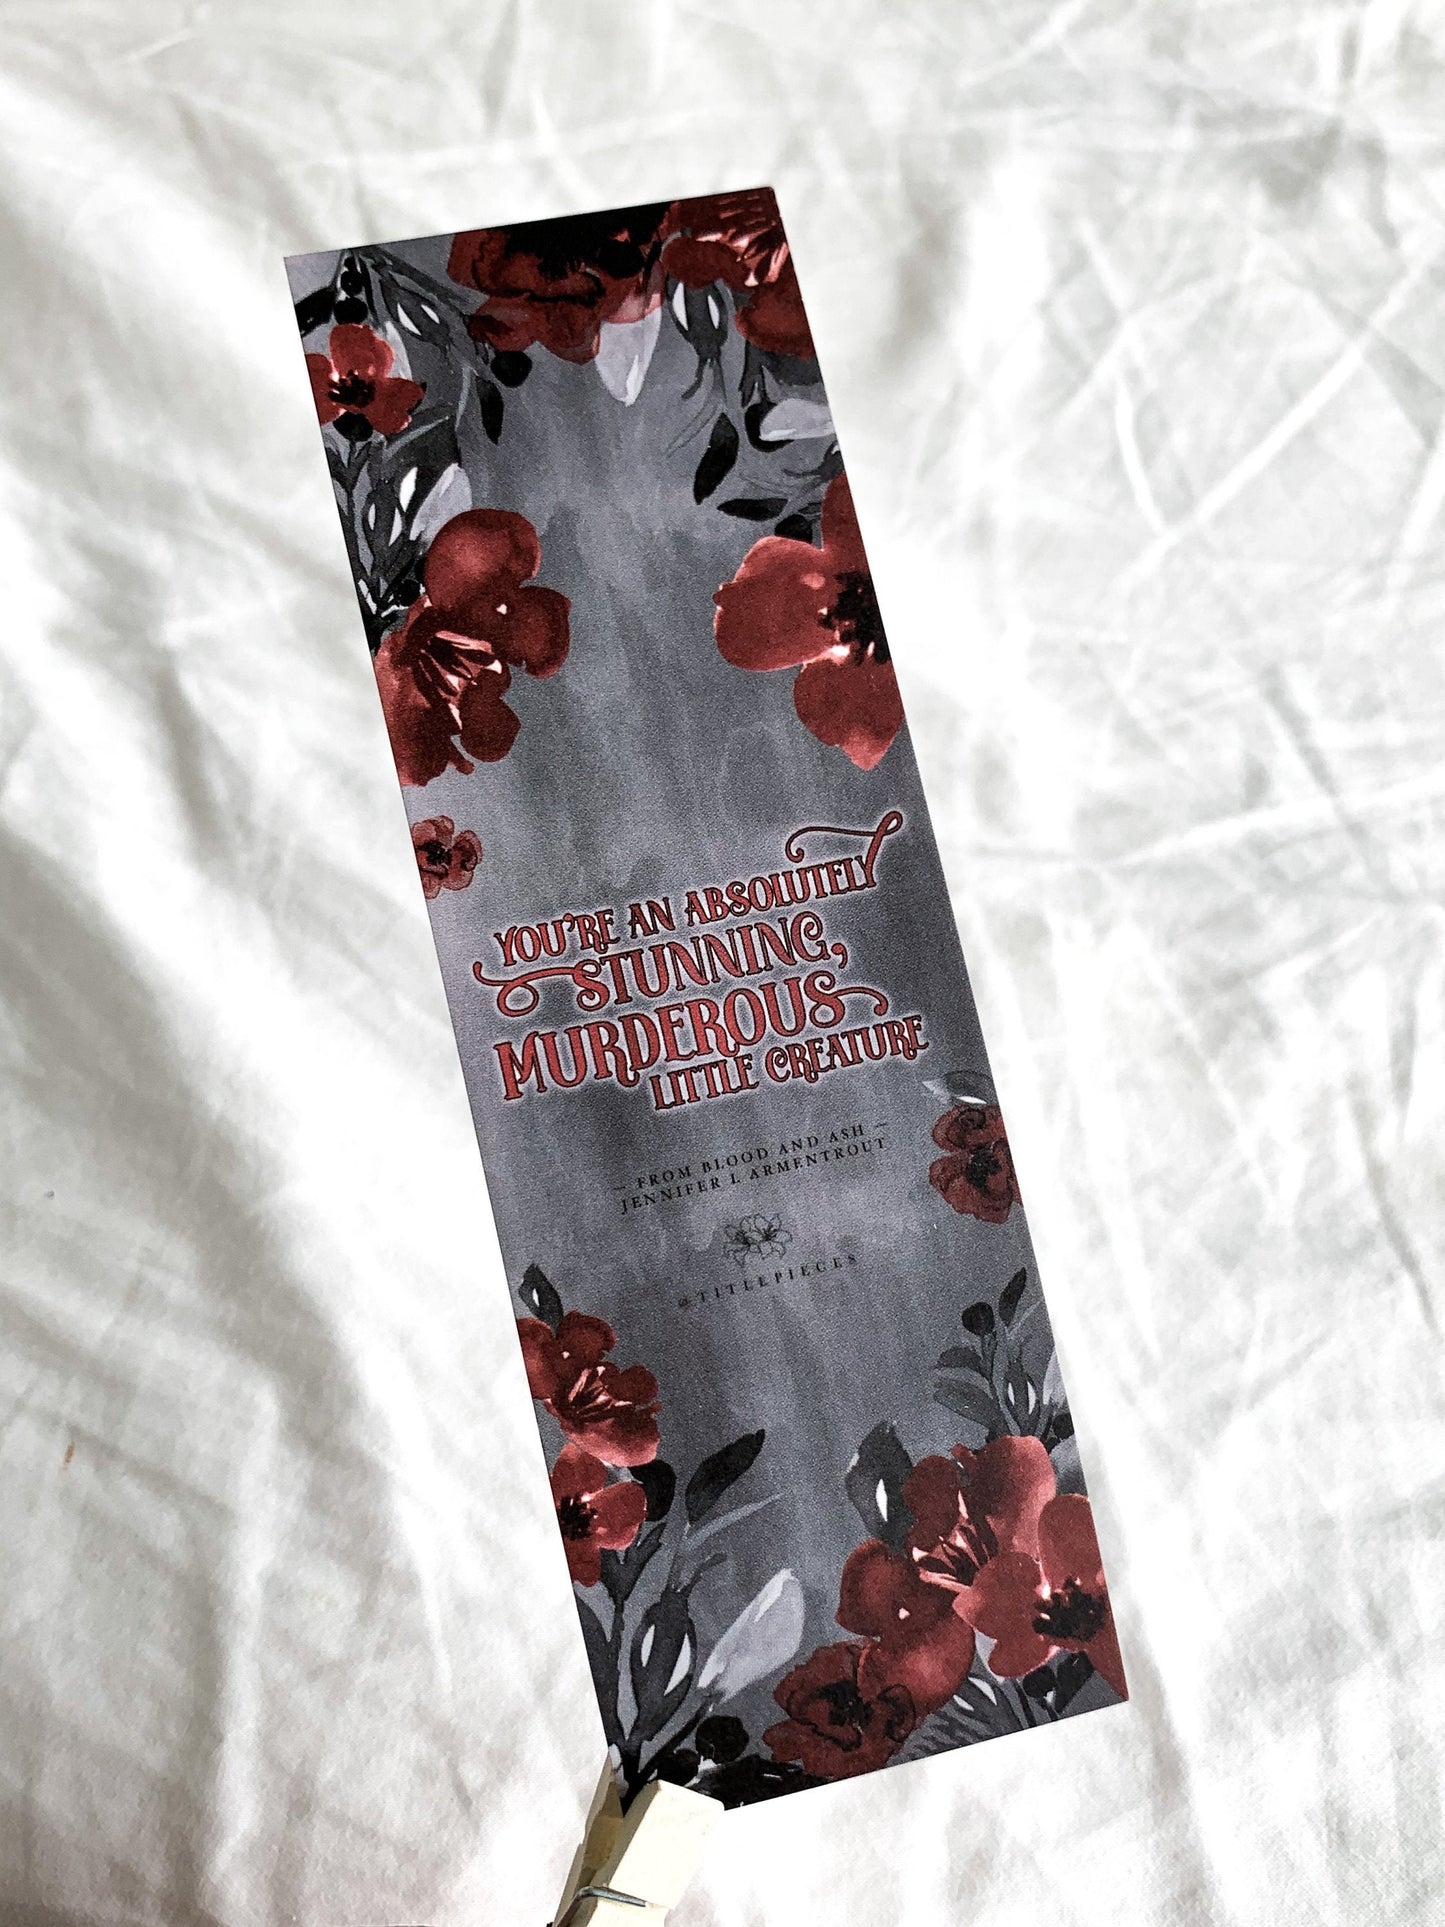 YOU'RE AN ABSOLUTELY
STUNNING,
MURDEROUS
LITTLE CREATURE
— FROM BLOOD AND ASH —
JENNIFER L ARMENTROUT
@TITLEPIECES